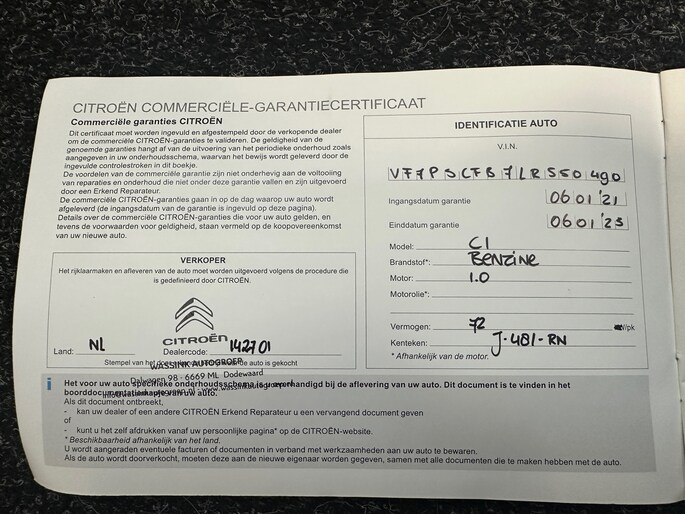 CITROËN COMMERCIËLE-GARANTIECERTIFICAAT
Commerciële garanties CITROËN
Dit certificaat moet worden ingevuld en afgestempeld door de verkopende dealer
om de commerciële CITROËN-garanties te valideren. De geldigheid van de
genoemde garanties hangt af van de uitvoering van het periodieke onderhoud zoals
aangegeven in uw onderhoudsschema, waarvan het bewijs wordt geleverd door de
ingevulde controlestroken in dit boekje.
De voordelen van de commerciële garantie zijn niet onderhevig aan de voltooiing
van reparaties en onderhoud die niet onder deze garantie vallen en zijn uitgevoerd
door een Erkend Reparateur.
De commerciële CITROËN-garanties gaan in op de dag waarop uw auto wordt
afgeleverd (de ingangsdatum van de garantie is ingevuld op deze pagina).
Details over de commerciële CITROËN-garanties die voor uw auto gelden, en
tevens de voorwaarden voor geldigheid, staan vermeld op de koopovereenkomst
van uw nieuwe auto.
VERKOPER
Het rijklaarmaken en afleveren van de auto moet worden uitgevoerd volgens de procedure die
is gedefinieerd door CITROËN.
CITROËN
Land: NL Dealercode: 142701
Stempel van het de auto is gekocht
WASSINK AUTOGROEP
Dalwagen 98 - 6669 ML Dodewaard
IDENTIFICATIE AUTO
V.I.N.
VF7PSCFB7LR550490
Ingangsdatum garantie 06 01 '21
Einddatum garantie 06 01 '23
Model: C1
Brandstof*: Benzine
Motor: 1.0
Motorolie*:
Vermogen: 72 kW/pk
Kenteken: J-481-RN
* Afhankelijk van de motor.
i Het voor uw auto specifieke onderhoudsschema is u overhandigd bij de aflevering van uw auto. Dit document is te vinden in het
boorddocumentatiemapje van uw auto.
Als dit document ontbreekt,
- kan uw dealer of een andere CITROËN Erkend Reparateur u een vervangend document geven
of
- kunt u het zelf afdrukken vanaf uw persoonlijke pagina* op de CITROËN-website.
* Beschikbaarheid afhankelijk van het land.
U wordt aangeraden eventuele facturen of documenten in verband met werkzaamheden aan uw auto te bewaren.
Als de auto wordt doorverkocht, moeten deze aan de nieuwe eigenaar worden gegeven, samen met alle documenten die te maken hebben met de auto.